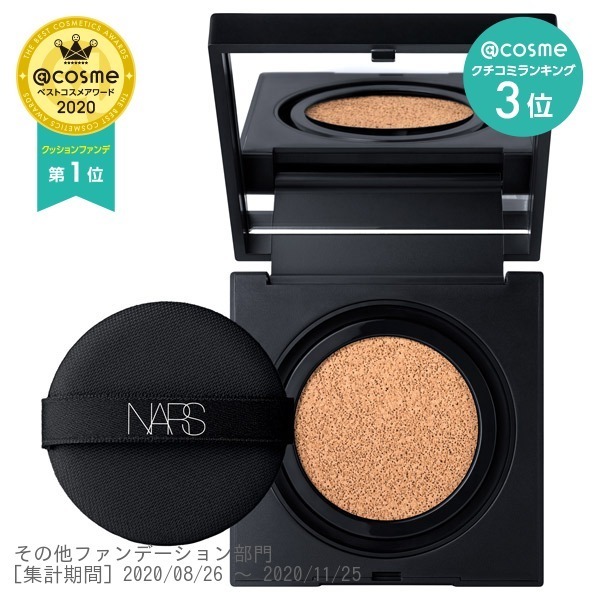 THE BEST COSMETICS AWARDS
@cosme
ベストコスメアワード
2020
THE BEST COSMETICS AWARDS
クッションファンデ
第1位
@cosme
クチコミランキング
3位
NARS
その他ファンデーション部門
[集計期間] 2020/08/26 ～ 2020/11/25